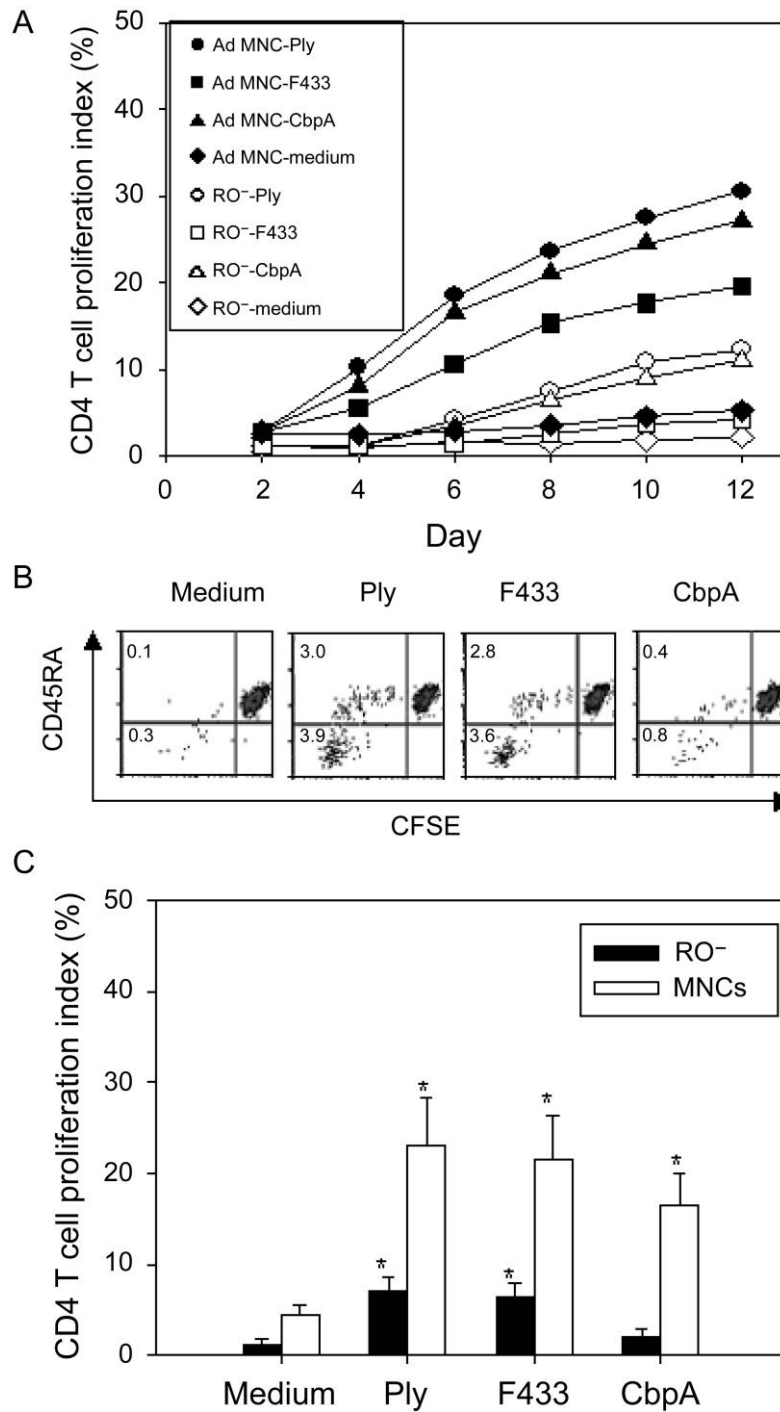 A
CD4 T cell proliferation index (%)
50
40
30
20
10
0
Ad MNC-Ply
Ad MNC-F433
Ad MNC-CbpA
Ad MNC-medium
RO⁻-Ply
RO⁻-F433
RO⁻-CbpA
RO⁻-medium
0 2 4 6 8 10 12
Day
B
Medium Ply F433 CbpA
CD45RA
0.1 3.0 2.8 0.4
0.3 3.9 3.6 0.8
CFSE
C
CD4 T cell proliferation index (%)
50
40
30
20
10
0
RO⁻
MNCs
* * * * *
Medium Ply F433 CbpA